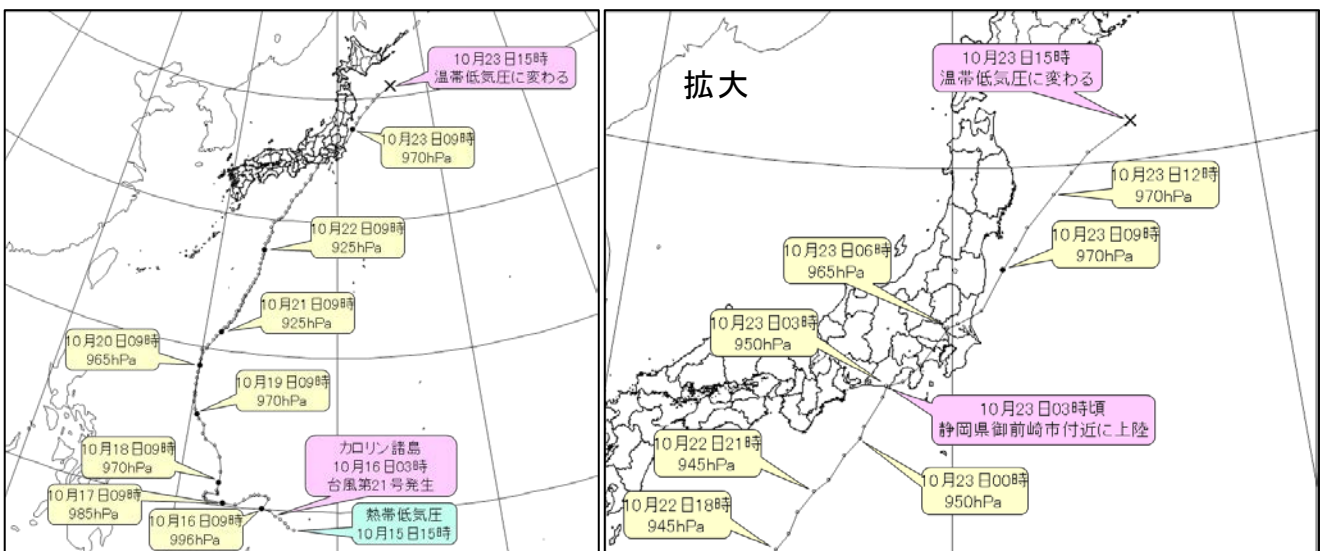 10月23日15時
温帯低気圧に変わる
10月23日09時
970hPa
10月22日09時
925hPa
10月21日09時
925hPa
10月20日09時
965hPa
10月19日09時
970hPa
10月18日09時
970hPa
カロリン諸島
10月16日03時
台風第21号発生
10月17日09時
985hPa
10月16日09時
996hPa
熱帯低気圧
10月15日15時
拡大
10月23日15時
温帯低気圧に変わる
10月23日12時
970hPa
10月23日09時
970hPa
10月23日06時
965hPa
10月23日03時
950hPa
10月23日03時頃
静岡県御前崎市付近に上陸
10月22日21時
945hPa
10月23日00時
950hPa
10月22日18時
945hPa